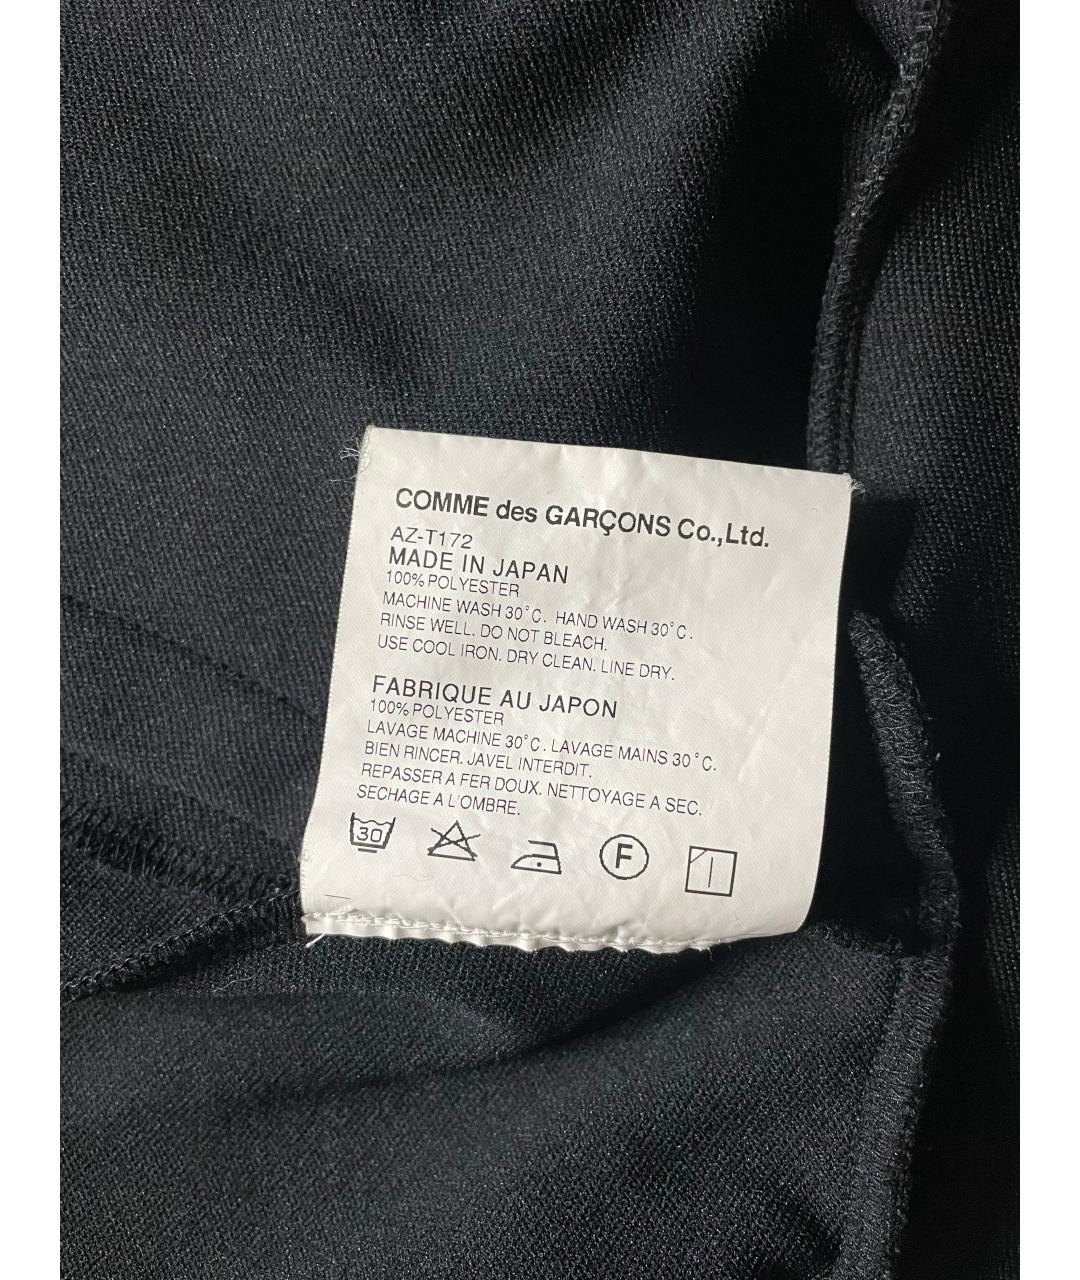 COMME des GARÇONS Co.,Ltd.
AZ-T172
MADE IN JAPAN
100% POLYESTER
MACHINE WASH 30°C. HAND WASH 30°C.
RINSE WELL. DO NOT BLEACH.
USE COOL IRON. DRY CLEAN. LINE DRY.
FABRIQUE AU JAPON
100% POLYESTER
LAVAGE MACHINE 30°C. LAVAGE MAINS 30°C.
BIEN RINCER. JAVEL INTERDIT.
REPASSER A FER DOUX. NETTOYAGE A SEC.
SECHAGE A L'OMBRE.
30 F